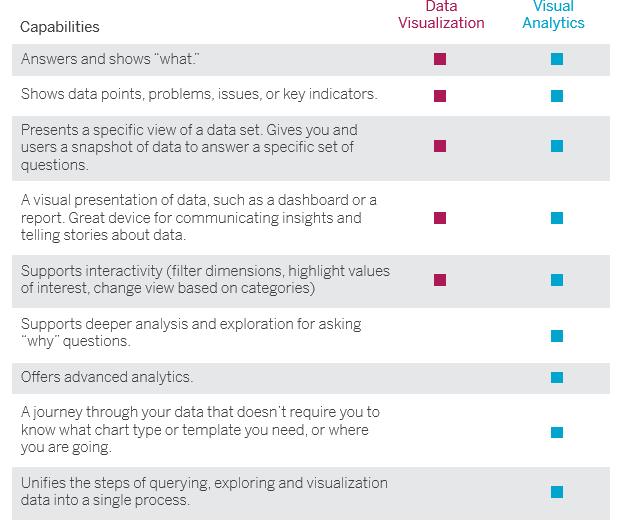 Data Visual
Capabilities Visualization Analytics
Answers and shows “what.”
Shows data points, problems, issues, or key indicators.
Presents a specific view of a data set. Gives you and
users a snapshot of data to answer a specific set of
questions.
A visual presentation of data, such as a dashboard or a
report. Great device for communicating insights and
telling stories about data.
Supports interactivity (filter dimensions, highlight values
of interest, change view based on categories)
Supports deeper analysis and exploration for asking
“why” questions.
Offers advanced analytics.
A journey through your data that doesn’t require you to
know what chart type or template you need, or where
you are going.
Unifies the steps of querying, exploring and visualization
data into a single process.